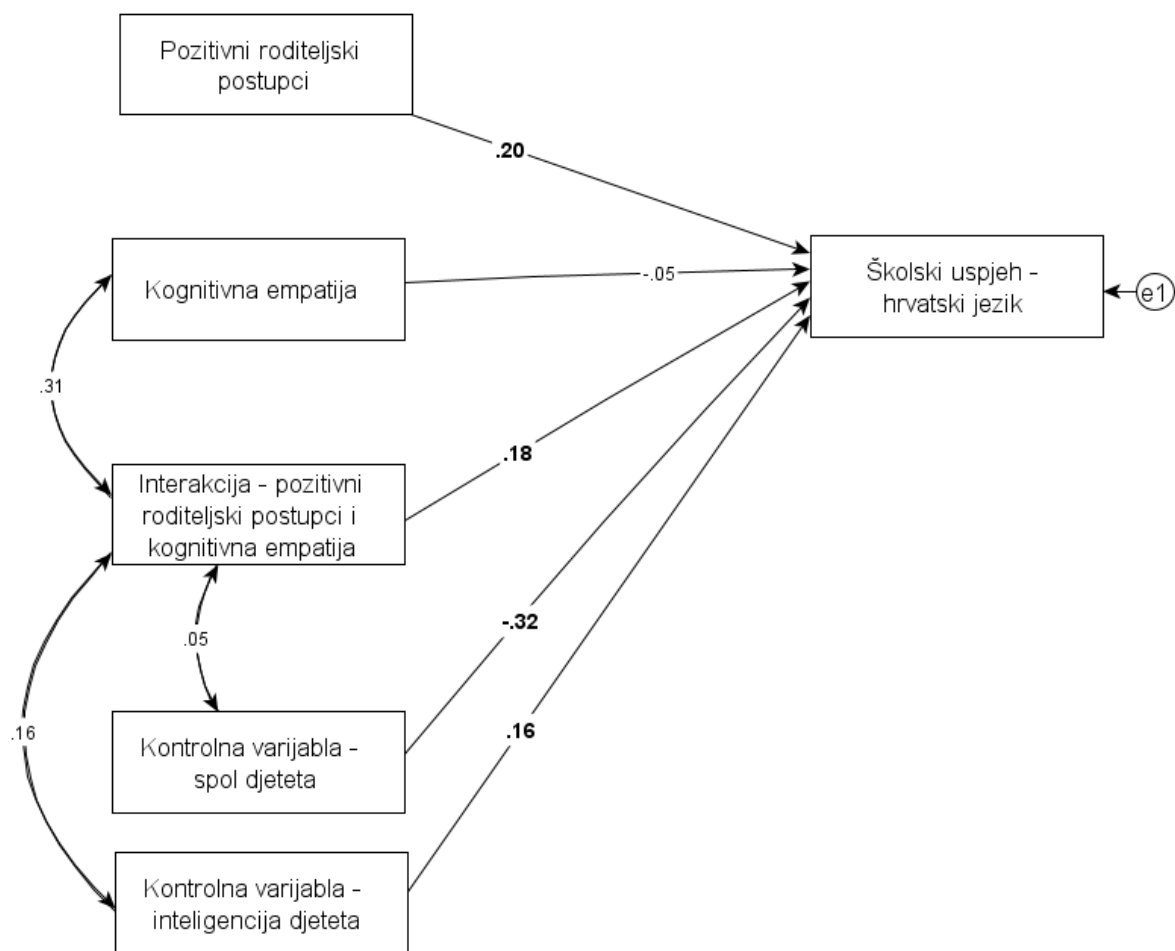 Pozitivni roditeljski
postupci
.20
Kognitivna empatija
-.05
Školski uspjeh -
hrvatski jezik
e1
.31
Interakcija - pozitivni
roditeljski postupci i
kognitivna empatija
.18
.05
-.32
.16
Kontrolna varijabla -
spol djeteta
.16
Kontrolna varijabla -
inteligencija djeteta